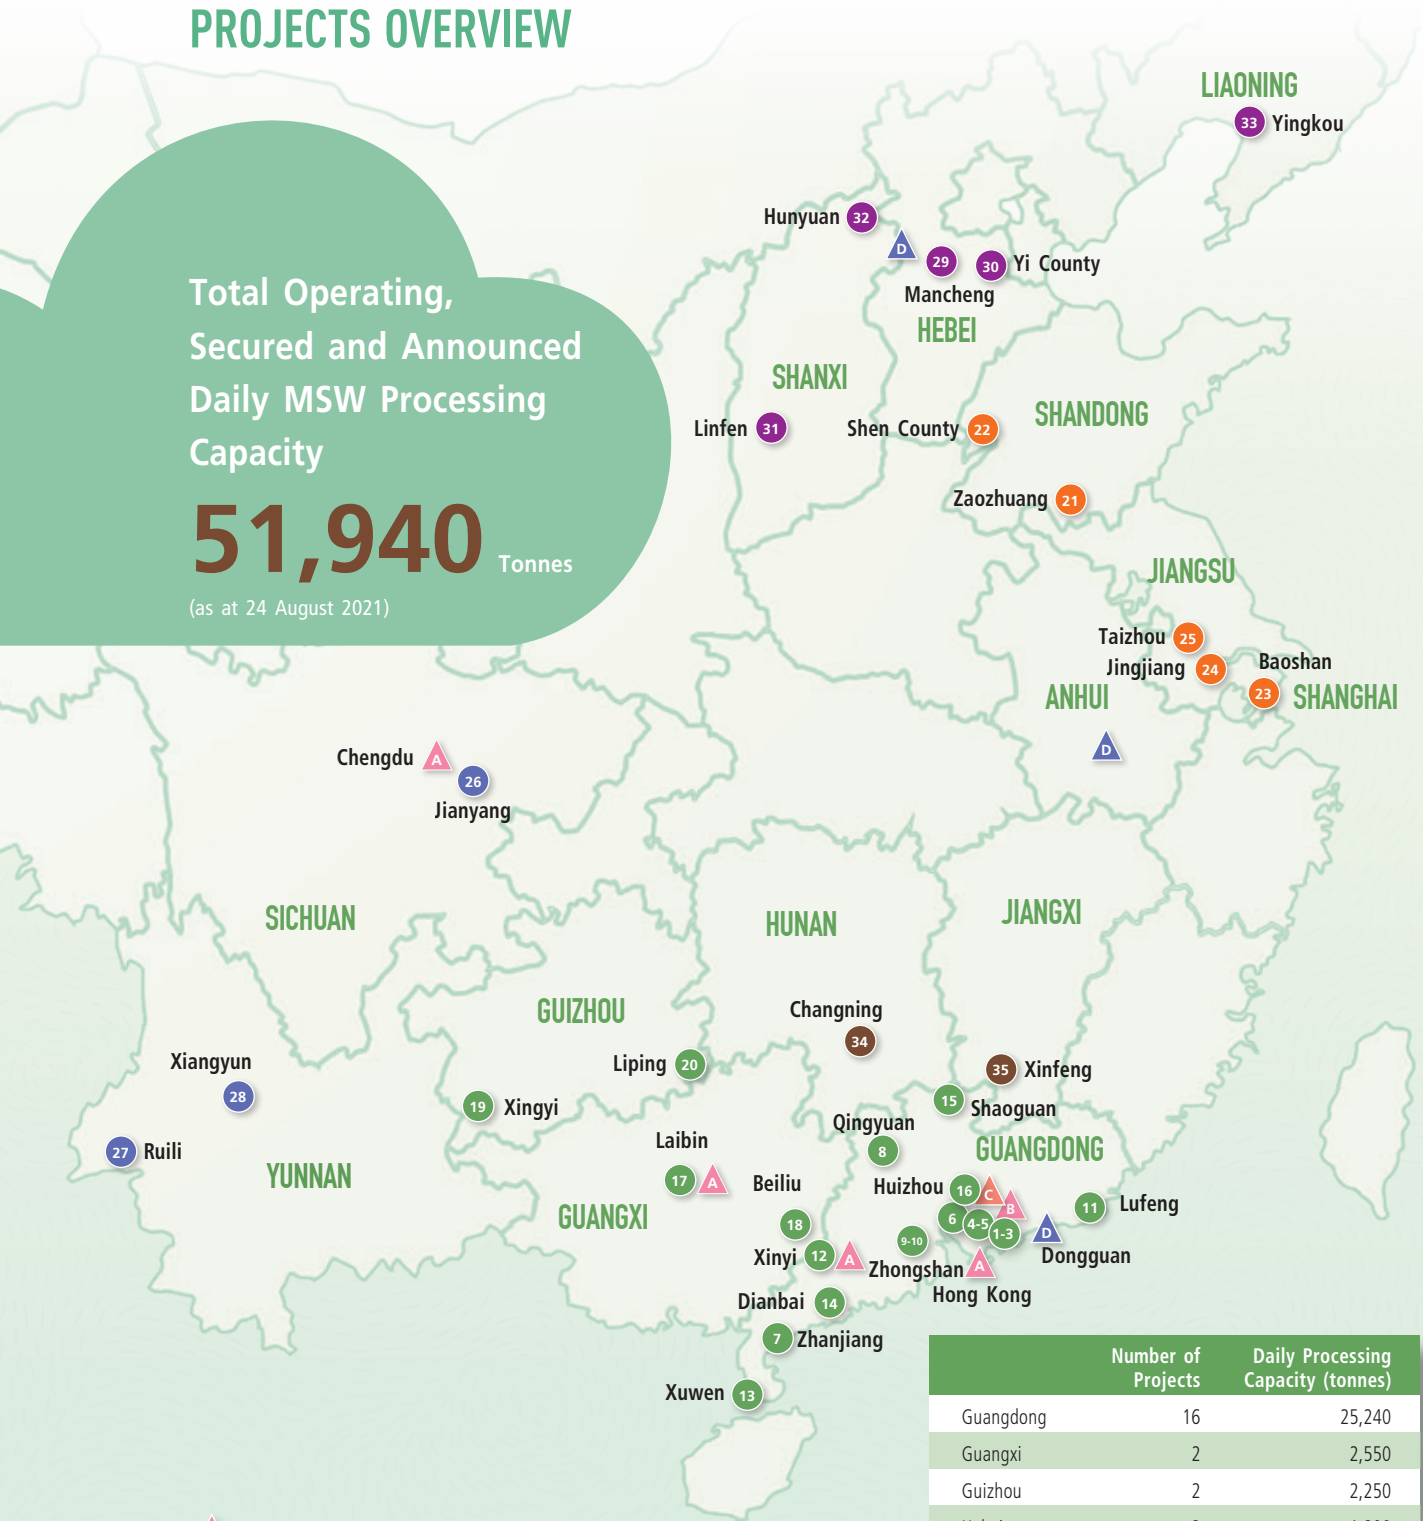 PROJECTS OVERVIEW
Total Operating,
Secured and Announced
Daily MSW Processing
Capacity
51,940 Tonnes
(as at 24 August 2021)
LIAONING
33 Yingkou
Hunyuan 32
D
29
30 Yi County
Mancheng
HEBEI
SHANXI
SHANDONG
Linfen 31
Shen County 22
Zaozhuang 21
JIANGSU
Taizhou 25
Jingjiang 24
Baoshan
23 SHANGHAI
ANHUI
D
Chengdu A
26
Jianyang
SICHUAN
HUNAN
JIANGXI
GUIZHOU
Changning
34
Liping 20
35 Xinfeng
Xiangyun
28
19 Xingyi
15 Shaoguan
Qingyuan
8
GUANGDONG
27 Ruili
YUNNAN
Laibin
17 A
Beiliu
18
GUANGXI
Huizhou 16 C
B
6 4-5 1-3
D
Dongguan
11 Lufeng
9-10
Zhongshan
A
Hong Kong
Xinyi 12 A
Dianbai 14
7 Zhanjiang
Xuwen 13
Number of Projects Daily Processing Capacity (tonnes)
Guangdong 16 25,240
Guangxi 2 2,550
Guizhou 2 2,250